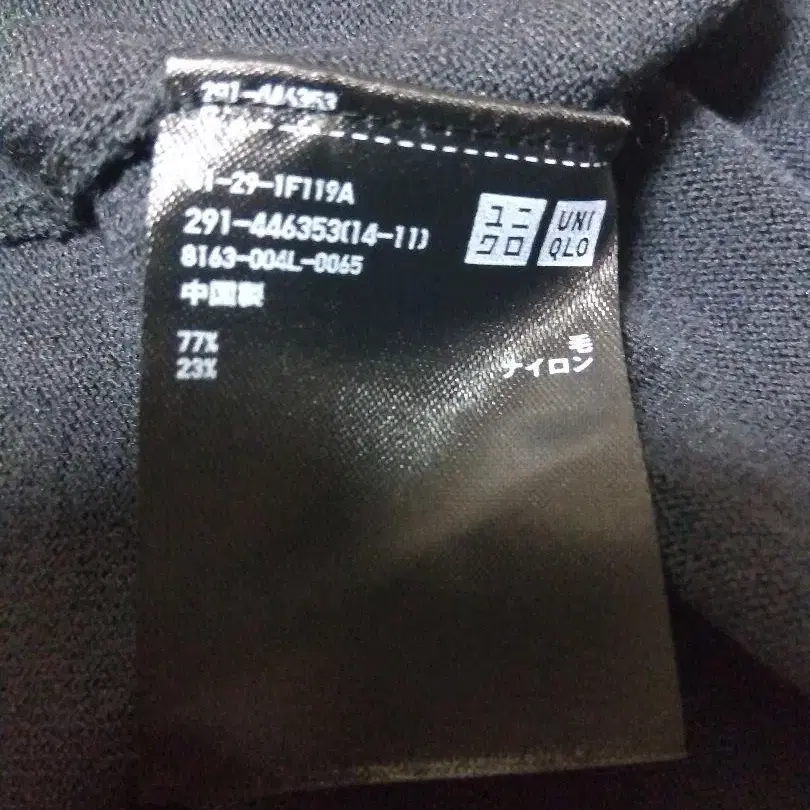 291-446353
1-29-1F119A
291-446353(14-11)
8163-004L-0065
中国製
ユニ
クロ
UNI
QLO
77% 毛
23% ナイロン